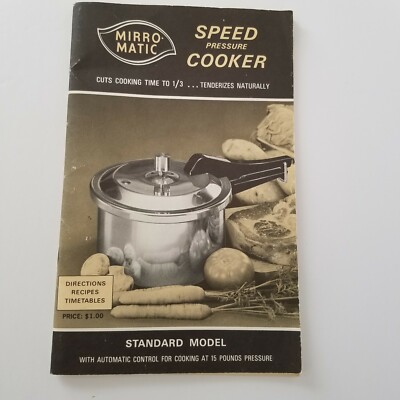 MIRRO
MATIC
SPEED
PRESSURE
COOKER
CUTS COOKING TIME TO 1/3 ... TENDERIZES NATURALLY
DIRECTIONS
RECIPES
TIMETABLES
PRICE: $1.00
STANDARD MODEL
WITH AUTOMATIC CONTROL FOR COOKING AT 15 POUNDS PRESSURE